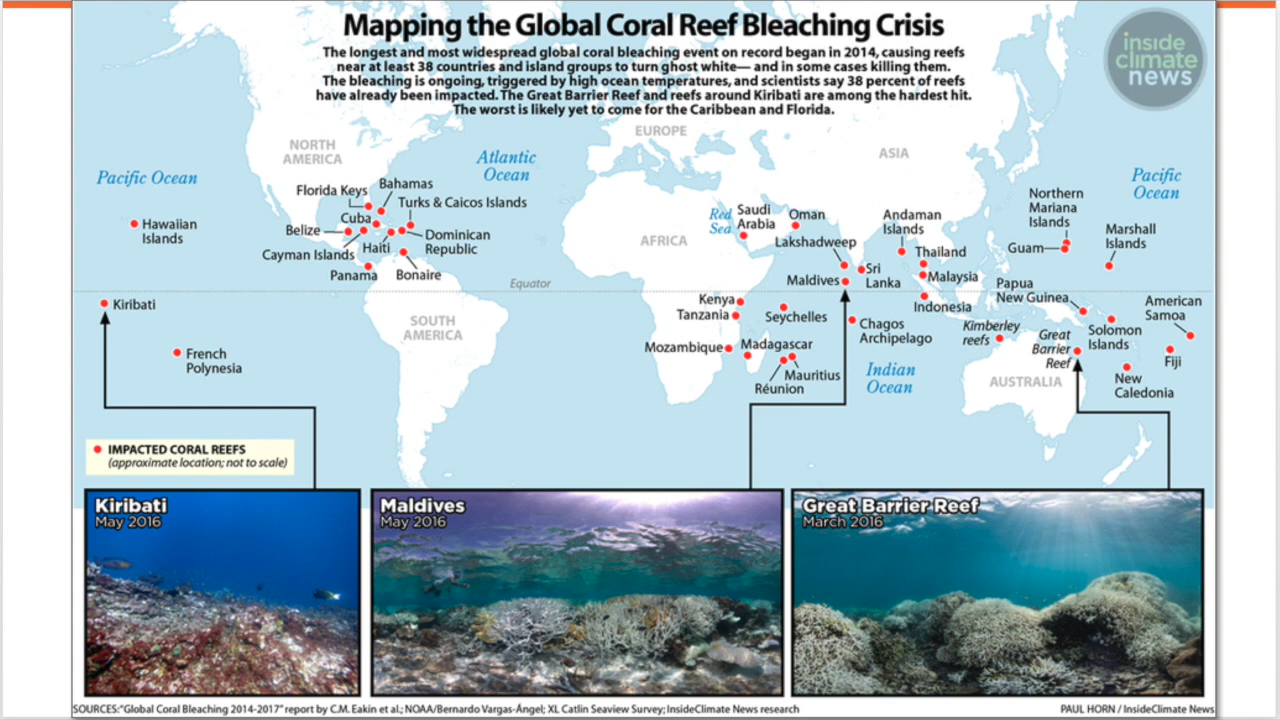 Mapping the Global Coral Reef Bleaching Crisis
The longest and most widespread global coral bleaching event on record began in 2014, causing reefs
near at least 38 countries and island groups to turn ghost white— and in some cases killing them.
The bleaching is ongoing, triggered by high ocean temperatures, and scientists say 38 percent of reefs
have already been impacted. The Great Barrier Reef and reefs around Kiribati are among the hardest hit.
The worst is likely yet to come for the Caribbean and Florida.
inside
climate
news
NORTH
AMERICA
EUROPE
ASIA
Atlantic
Ocean
Pacific Ocean
Pacific
Ocean
Florida Keys
Bahamas
Turks & Caicos Islands
Cuba
Belize
Cayman Islands
Haiti
Dominican
Republic
Panama
Bonaire
Hawaiian
Islands
AFRICA
Red
Sea
Saudi
Arabia
Oman
Lakshadweep
Maldives
Sri
Lanka
Andaman
Islands
Thailand
Malaysia
Indonesia
Northern
Mariana
Islands
Guam
Marshall
Islands
Equator
Kiribati
French
Polynesia
SOUTH
AMERICA
Kenya
Tanzania
Seychelles
Mozambique
Madagascar
Mauritius
Réunion
Chagos
Archipelago
Indian
Ocean
Papua
New Guinea
Kimberley
reefs
Great
Barrier
Reef
Solomon
Islands
American
Samoa
Fiji
New
Caledonia
AUSTRALIA
IMPACTED CORAL REEFS
(approximate location; not to scale)
Kiribati
May 2016
Maldives
May 2016
Great Barrier Reef
March 2016
SOURCES: "Global Coral Bleaching 2014-2017" report by C.M. Eakin et al.; NOAA/Bernardo Vargas-Ángel; XL Catlin Seaview Survey; InsideClimate News research
PAUL HORN / InsideClimate News